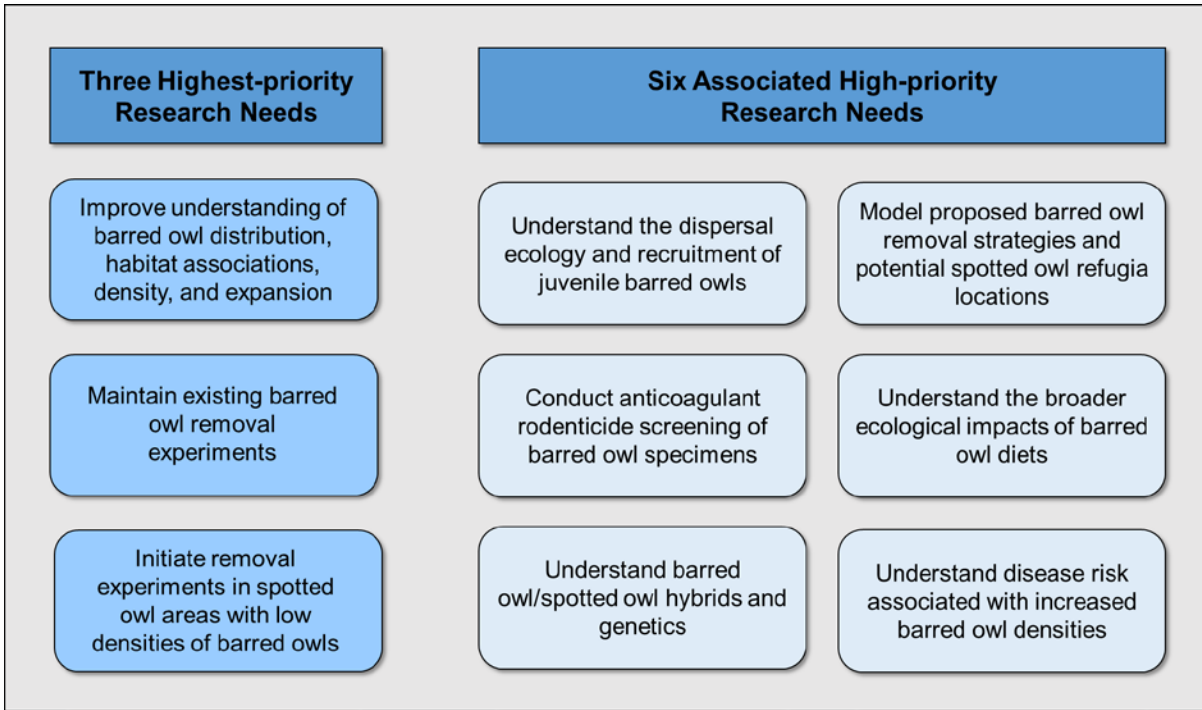 Three Highest-priority
Research Needs
Improve understanding of
barred owl distribution,
habitat associations,
density, and expansion
Maintain existing barred
owl removal
experiments
Initiate removal
experiments in spotted
owl areas with low
densities of barred owls
Six Associated High-priority
Research Needs
Understand the dispersal
ecology and recruitment of
juvenile barred owls
Model proposed barred owl
removal strategies and
potential spotted owl refugia
locations
Conduct anticoagulant
rodenticide screening of
barred owl specimens
Understand the broader
ecological impacts of barred
owl diets
Understand barred
owl/spotted owl hybrids and
genetics
Understand disease risk
associated with increased
barred owl densities